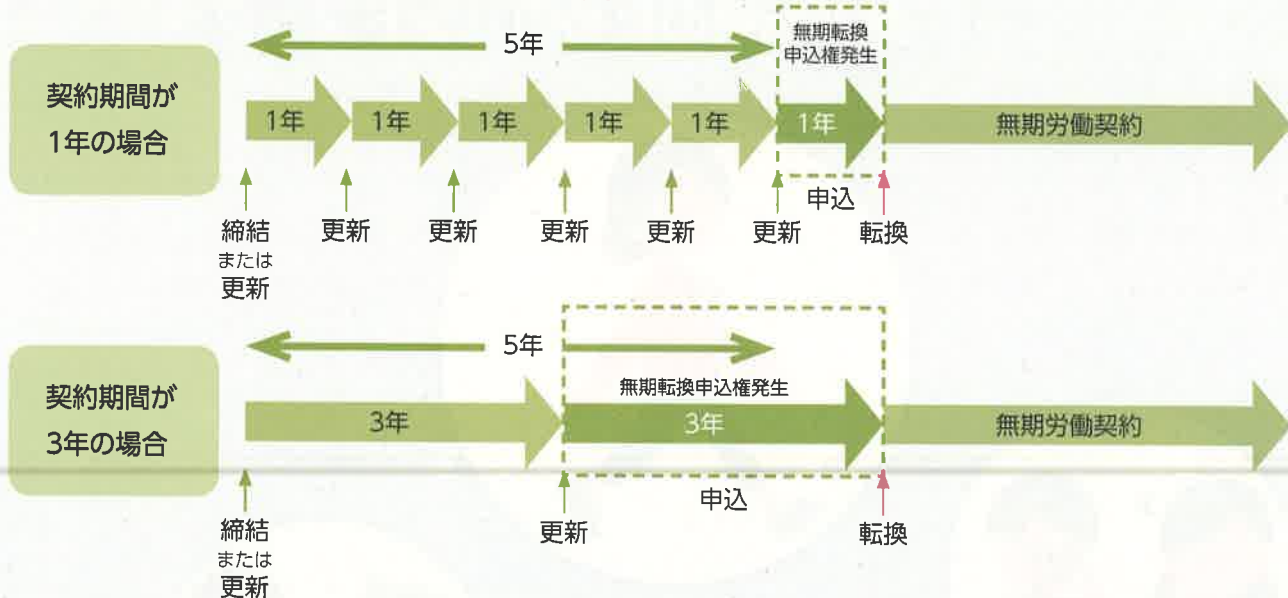 5年
無期転換
申込権発生
契約期間が
1年の場合
1年
1年
1年
1年
1年
1年
無期労働契約
申込
締結
または
更新
更新
更新
更新
更新
更新
転換
5年
無期転換申込権発生
契約期間が
3年の場合
3年
3年
無期労働契約
申込
締結
または
更新
更新
転換